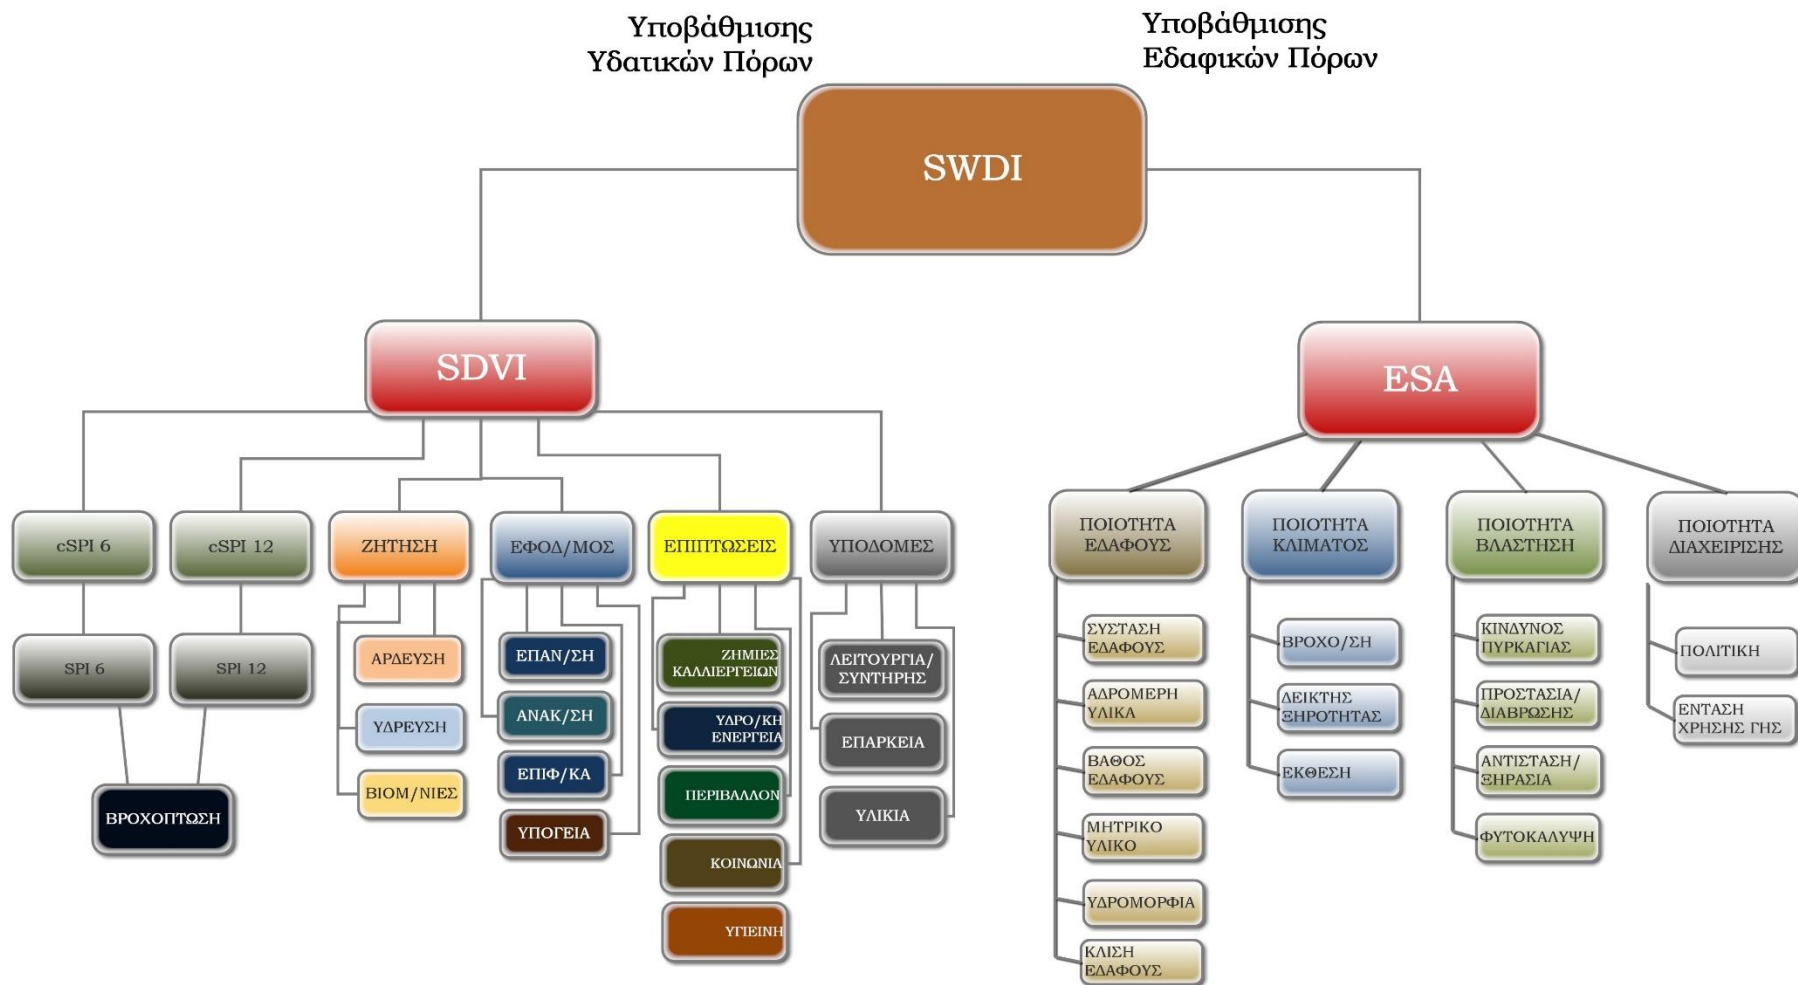 Υποβάθμισης
Υδατικών Πόρων
Υποβάθμισης
Εδαφικών Πόρων
SWDI
SDVI
ESA
cSPI 6
cSPI 12
ΖΗΤΗΣΗ
ΕΦΟΔ/ΜΟΣ
ΕΠΙΠΤΩΣΕΙΣ
ΥΠΟΔΟΜΕΣ
SPI 6
SPI 12
ΒΡΟΧΟΠΤΩΣΗ
ΑΡΔΕΥΣΗ
ΥΔΡΕΥΣΗ
ΒΙΟΜ/ΝΙΕΣ
ΕΠΑΝ/ΣΗ
ΑΝΑΚ/ΣΗ
ΕΠΙΦ/ΚΑ
ΥΠΟΓΕΙΑ
ΖΗΜΙΕΣ
ΚΑΛΛΙΕΡΓΕΙΩΝ
ΥΔΡΟ/ΚΗ
ΕΝΕΡΓΕΙΑ
ΠΕΡΙΒΑΛΛΟΝ
ΚΟΙΝΩΝΙΑ
ΥΓΙΕΙΝΗ
ΛΕΙΤΟΥΡΓΙΑ/
ΣΥΝΤΗΡΗΣ
ΕΠΑΡΚΕΙΑ
ΥΛΙΚΙΑ
ΠΟΙΟΤΗΤΑ
ΕΔΑΦΟΥΣ
ΣΥΣΤΑΣΗ
ΕΔΑΦΟΥΣ
ΑΔΡΟΜΕΡΗ
ΥΛΙΚΑ
ΒΑΘΟΣ
ΕΔΑΦΟΥΣ
ΜΗΤΡΙΚΟ
ΥΛΙΚΟ
ΥΔΡΟΜΟΡΦΙΑ
ΚΛΙΣΗ
ΕΔΑΦΟΥΣ
ΠΟΙΟΤΗΤΑ
ΚΛΙΜΑΤΟΣ
ΒΡΟΧΟ/ΣΗ
ΔΕΙΚΤΗΣ
ΞΗΡΟΤΗΤΑΣ
ΕΚΘΕΣΗ
ΠΟΙΟΤΗΤΑ
ΒΛΑΣΤΗΣΗ
ΚΙΝΔΥΝΟΣ
ΠΥΡΚΑΓΙΑΣ
ΠΡΟΣΤΑΣΙΑ/
ΔΙΑΒΡΩΣΗΣ
ΑΝΤΙΣΤΑΣΗ/
ΞΗΡΑΣΙΑ
ΦΥΤΟΚΑΛΥΨΗ
ΠΟΙΟΤΗΤΑ
ΔΙΑΧΕΙΡΙΣΗΣ
ΠΟΛΙΤΙΚΗ
ΕΝΤΑΣΗ
ΧΡΗΣΗΣ ΓΗΣ